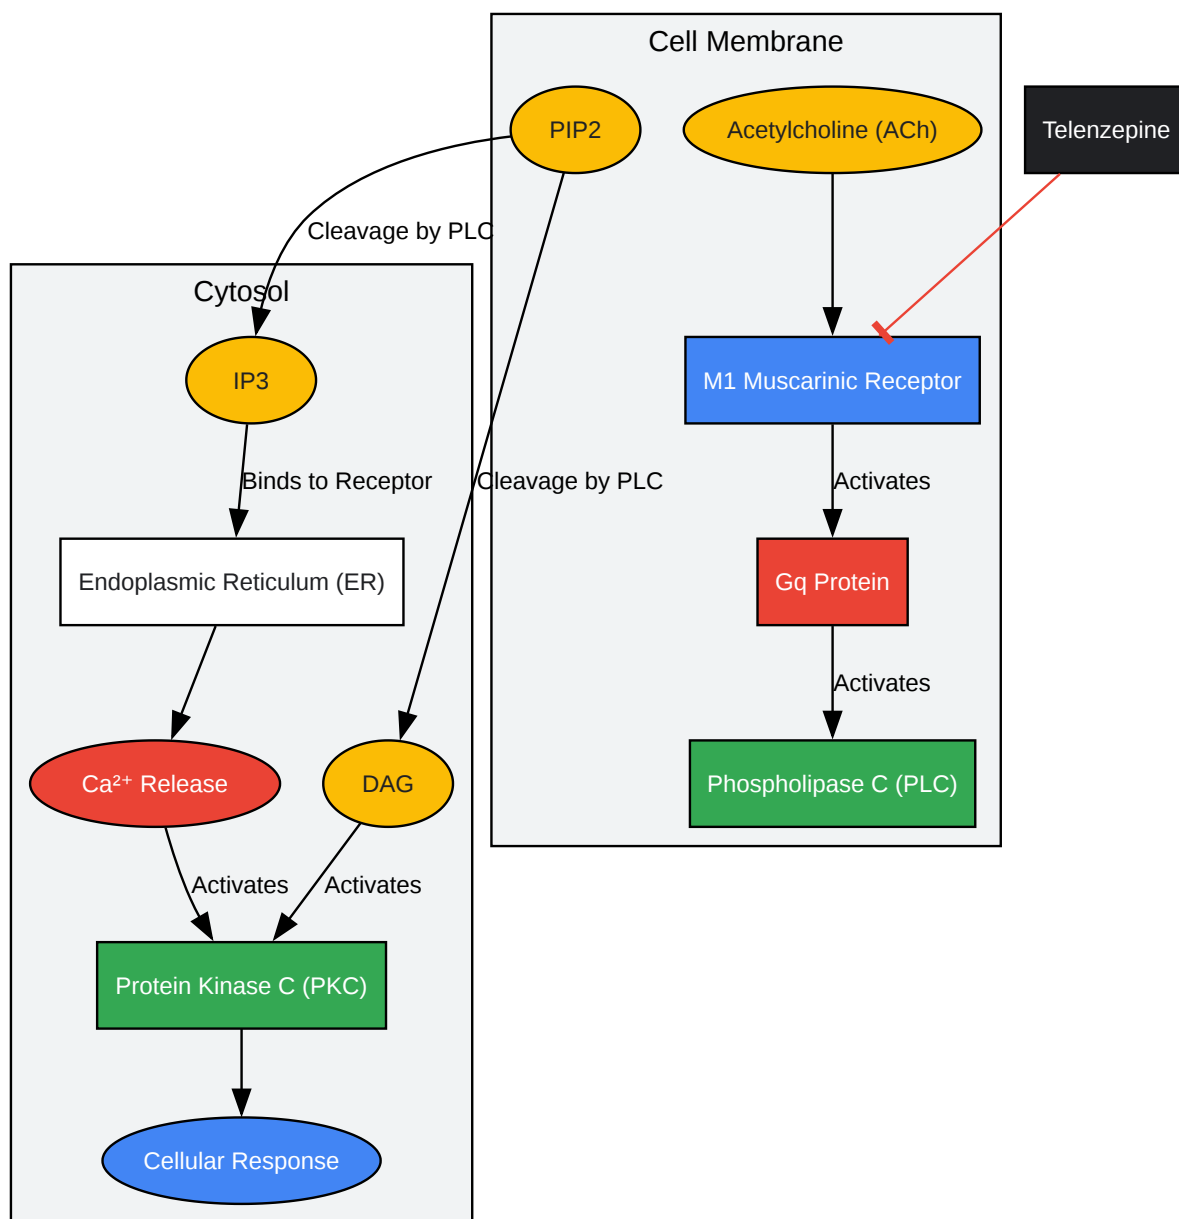 Cell Membrane
PIP2
Acetylcholine (ACh)
Telenzepine
Cleavage by PLC
Cytosol
IP3
M1 Muscarinic Receptor
Binds to Receptor
Cleavage by PLC
Activates
Endoplasmic Reticulum (ER)
Gq Protein
Activates
Ca²⁺ Release
DAG
Phospholipase C (PLC)
Activates
Activates
Protein Kinase C (PKC)
Cellular Response